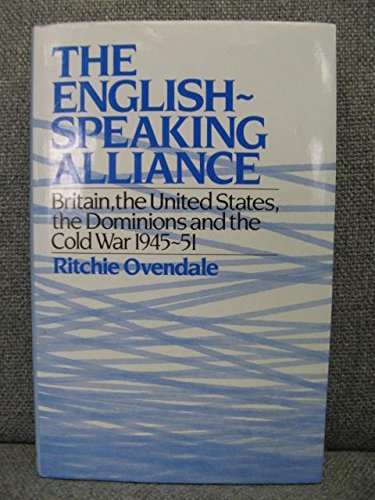 THE
ENGLISH~
SPEAKING
ALLIANCE
Britain, the United States,
the Dominions and the
Cold War 1945~51
Ritchie Ovendale